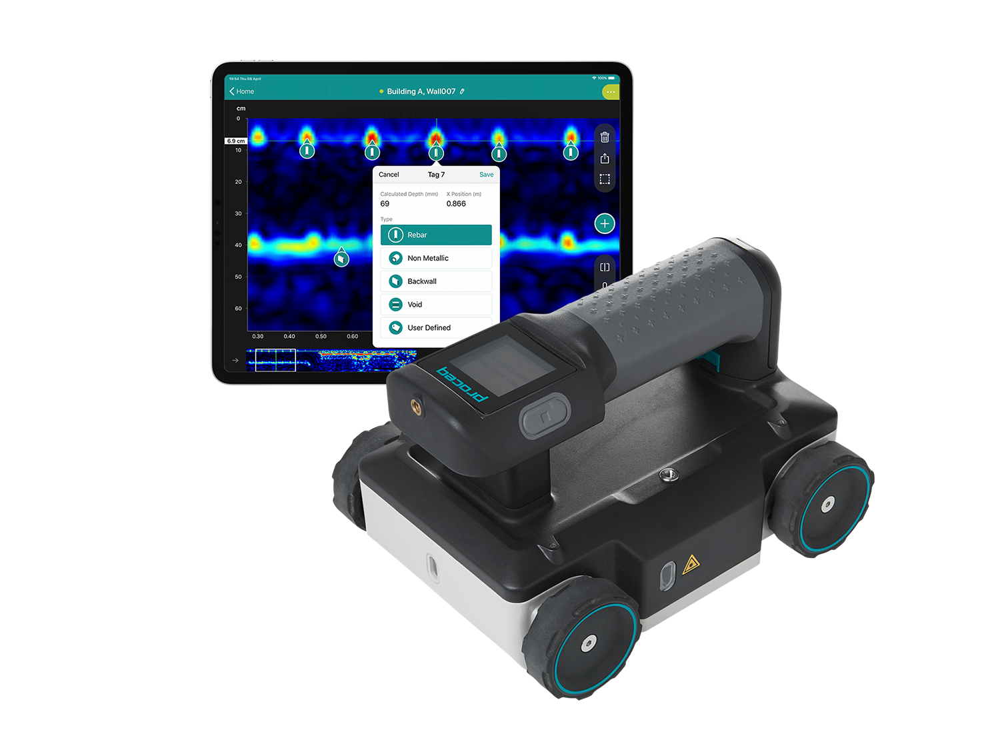 19:54 Thu 08 April
100%
Home
Building A, Wall007
cm
0
6.9 cm
10
20
30
40
50
60
0.30 0.40 0.50 0.60
Cancel Tag 7 Save
Calculated Depth (mm) X Position (m)
69 0.866
Type
Rebar
Non Metallic
Backwall
Void
User Defined
proceq